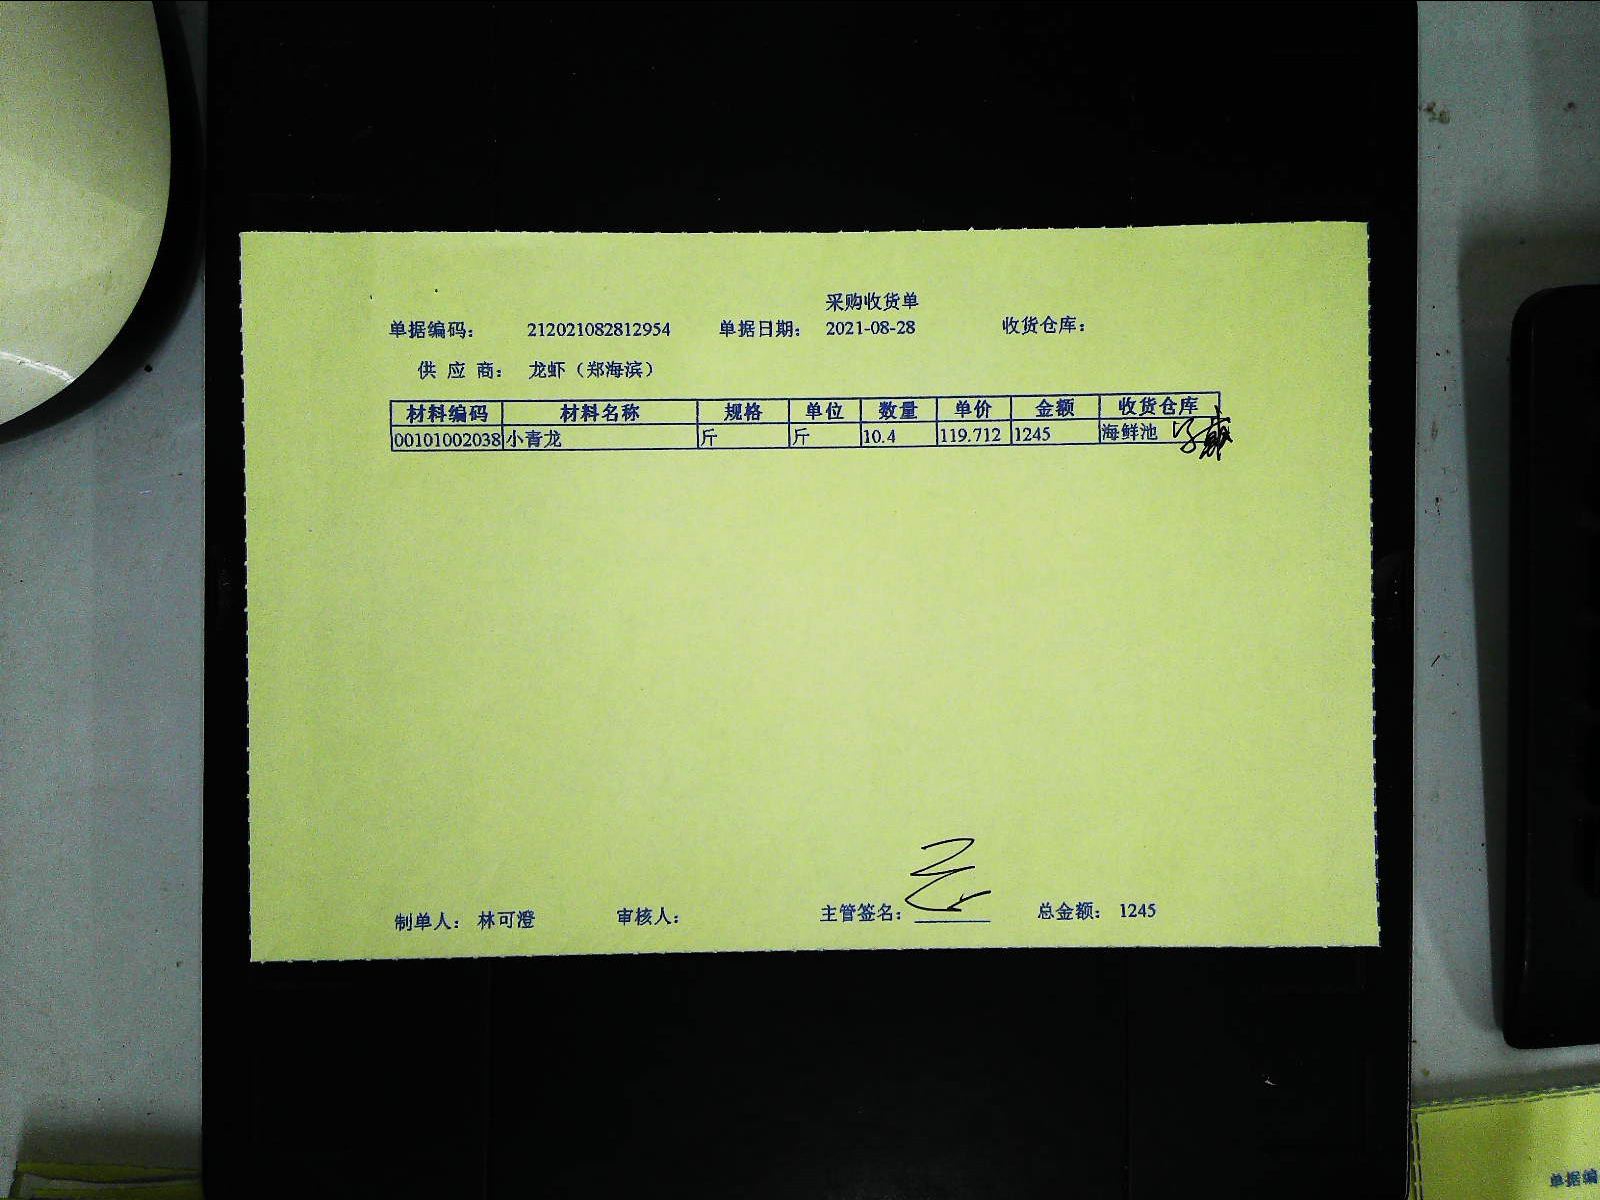 采购收货单
单据编码： 212021082812954 单据日期： 2021-08-28 收货仓库：
供 应 商： 龙虾（郑海滨）
材料编码 材料名称 规格 单位 数量 单价 金额 收货仓库
00101002038 小青龙 斤 斤 10.4 119.712 1245 海鲜池
制单人： 林可澄 审核人： 主管签名： 总金额： 1245
单据编